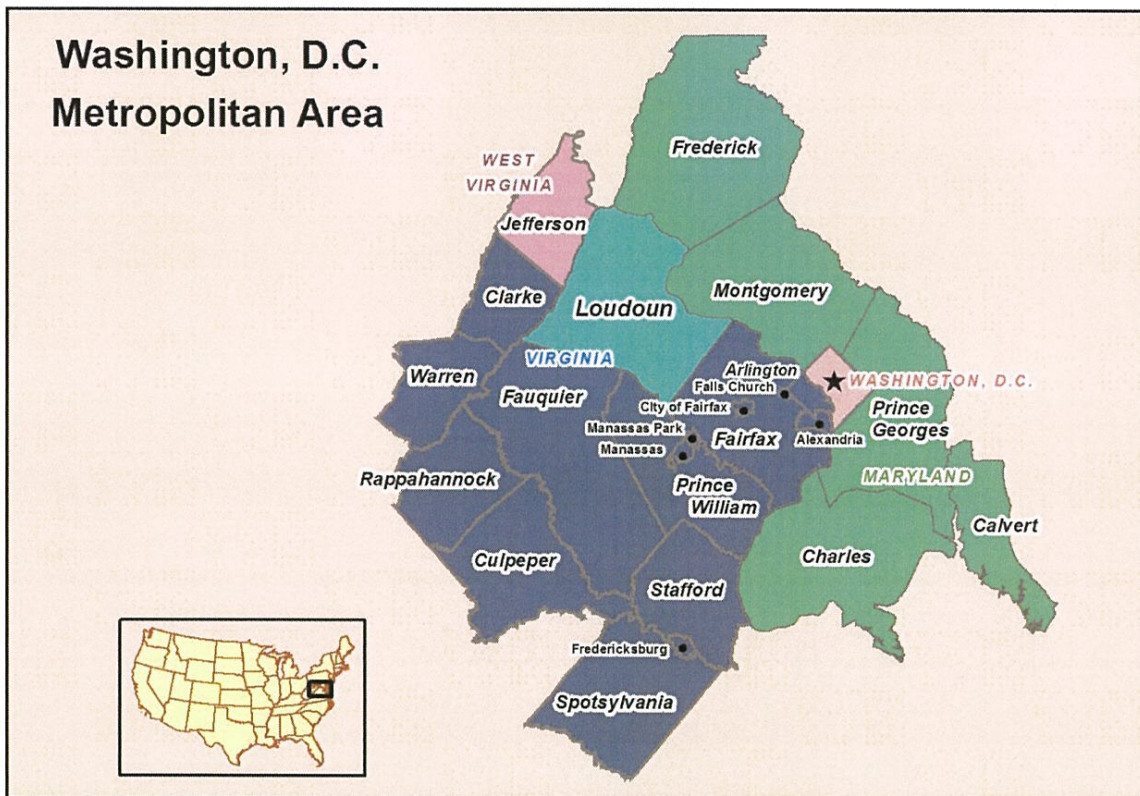 Washington, D.C.
Metropolitan Area
Frederick
WEST
VIRGINIA
Jefferson
Clarke
Loudoun
Montgomery
VIRGINIA
Warren
Fauquier
Arlington
Falls Church
WASHINGTON, D.C.
City of Fairfax
Prince
Georges
Manassas Park
Fairfax
Alexandria
Manassas
Rappahannock
Prince
William
MARYLAND
Calvert
Culpeper
Charles
Stafford
Fredericksburg
Spotsylvania